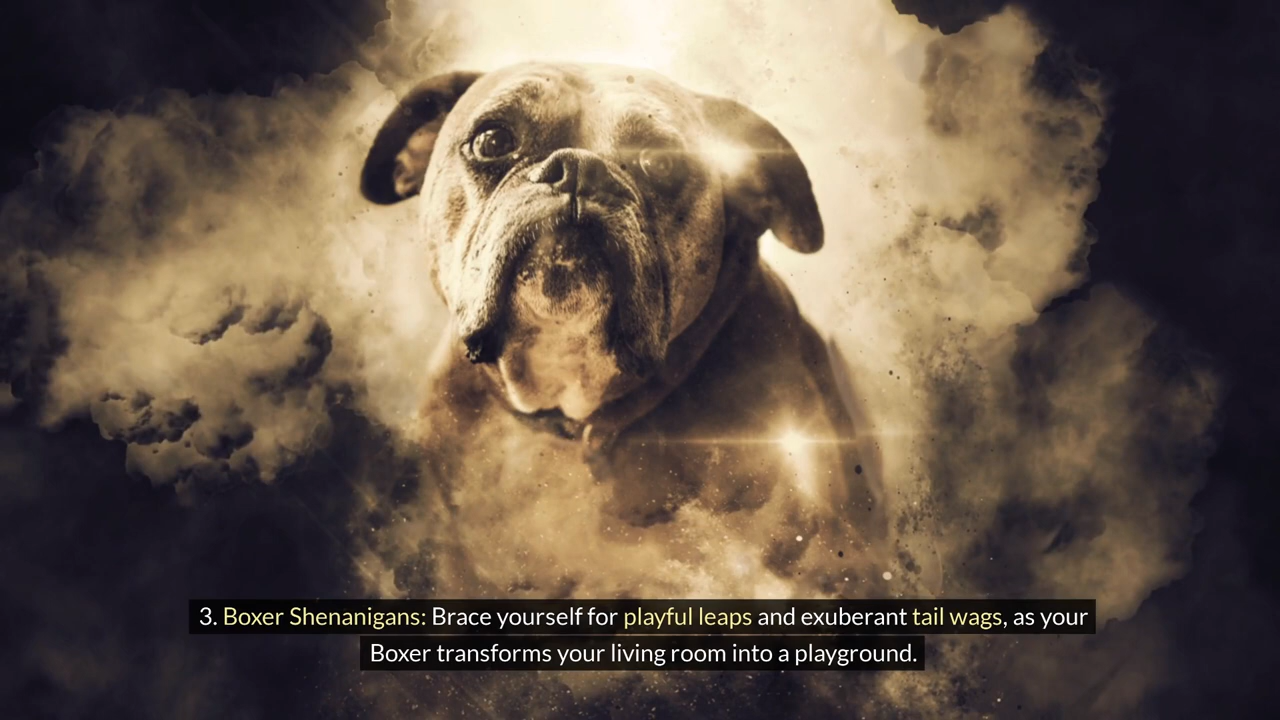 3. Boxer Shenanigans: Brace yourself for playful leaps and exuberant tail wags, as your
Boxer transforms your living room into a playground.